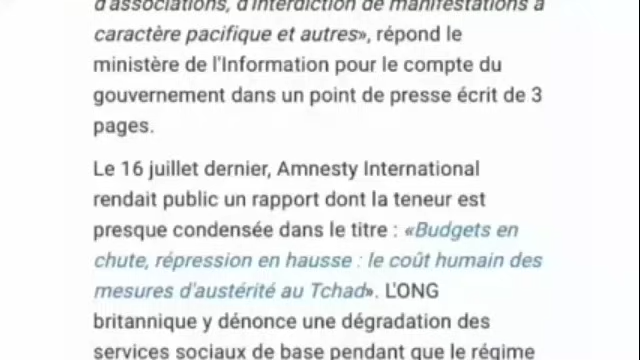 d'associations, d'interdiction de manifestations à
caractère pacifique et autres», répond le
ministère de l'Information pour le compte du
gouvernement dans un point de presse écrit de 3
pages.
Le 16 juillet dernier, Amnesty International
rendait public un rapport dont la teneur est
presque condensée dans le titre : «Budgets en
chute, répression en hausse : le coût humain des
mesures d'austérité au Tchad». L'ONG
britannique y dénonce une dégradation des
services sociaux de base pendant que le régime